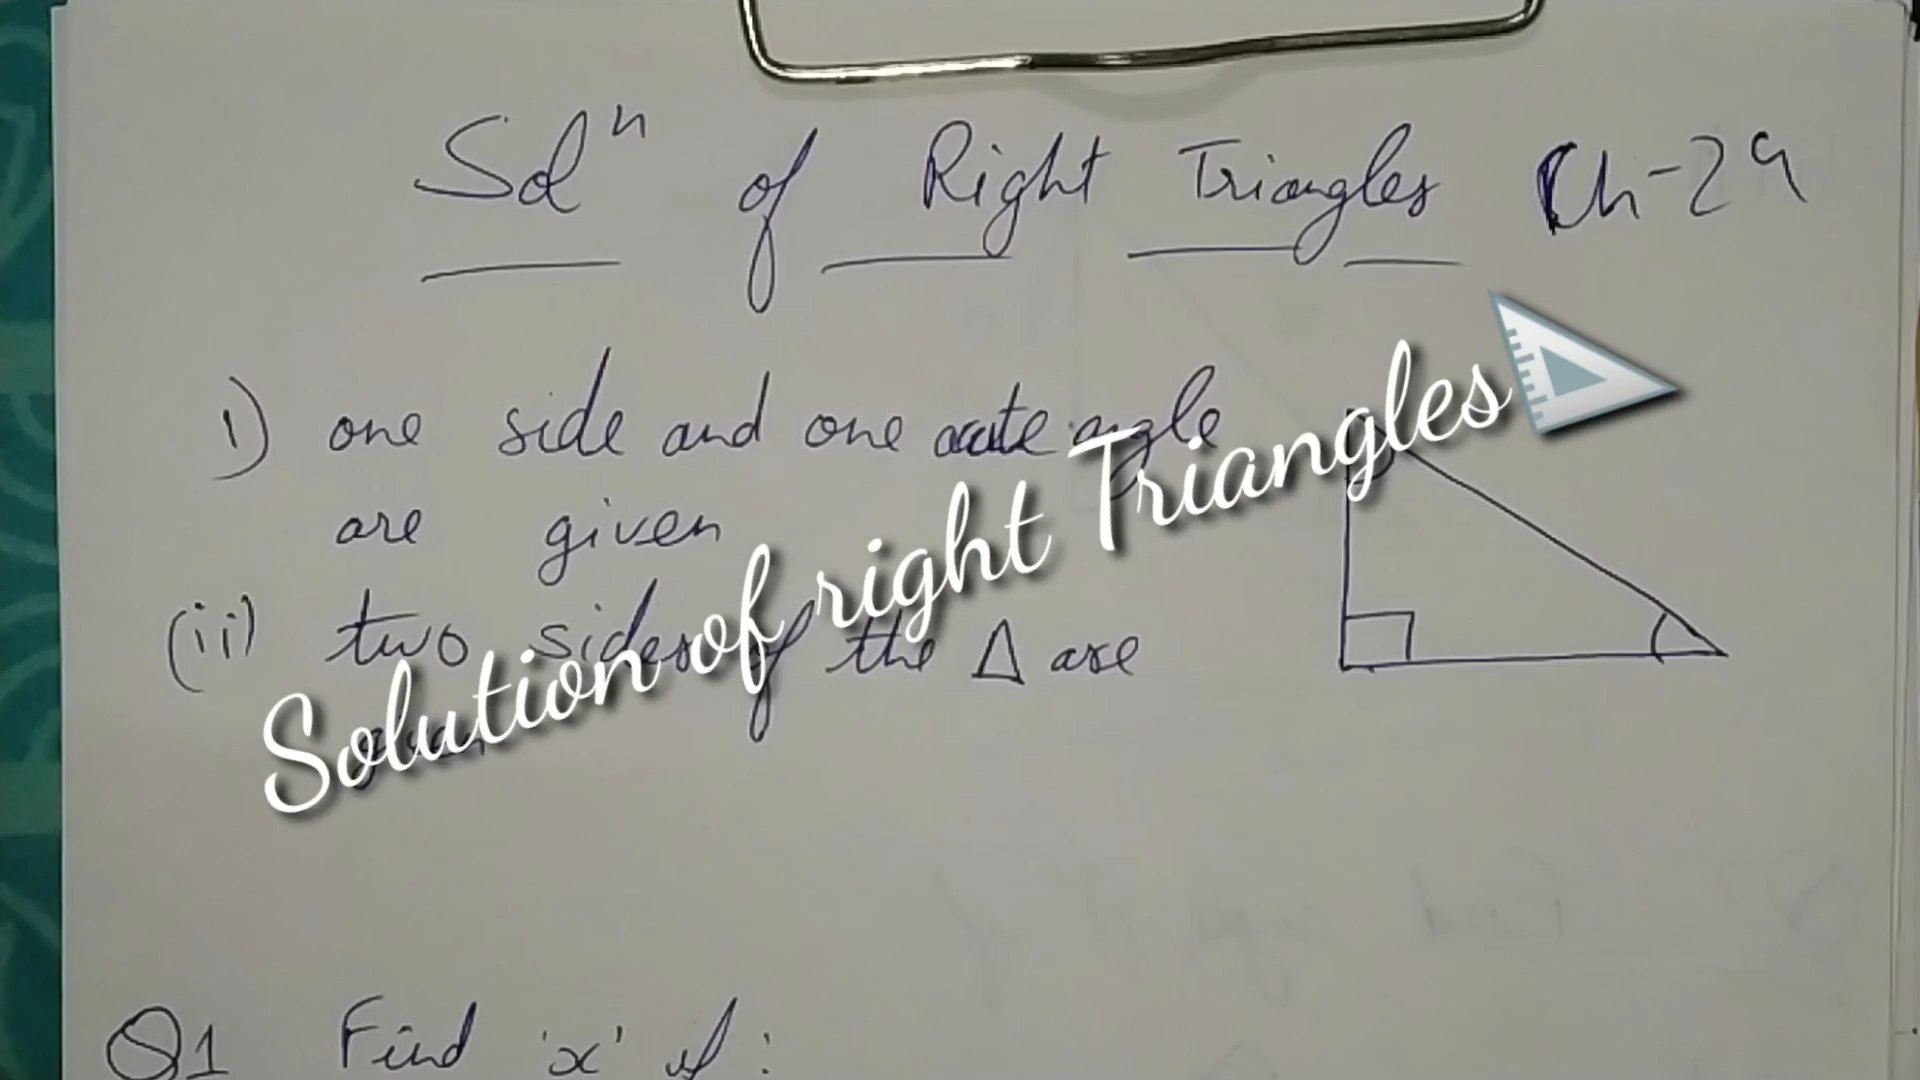 Solⁿ of Right Triangles Ch-29
1) one side and one acute angle
are given
(ii) two sides of the Δ are
given
Solution of right Triangles
Q1 Find 'x' if: